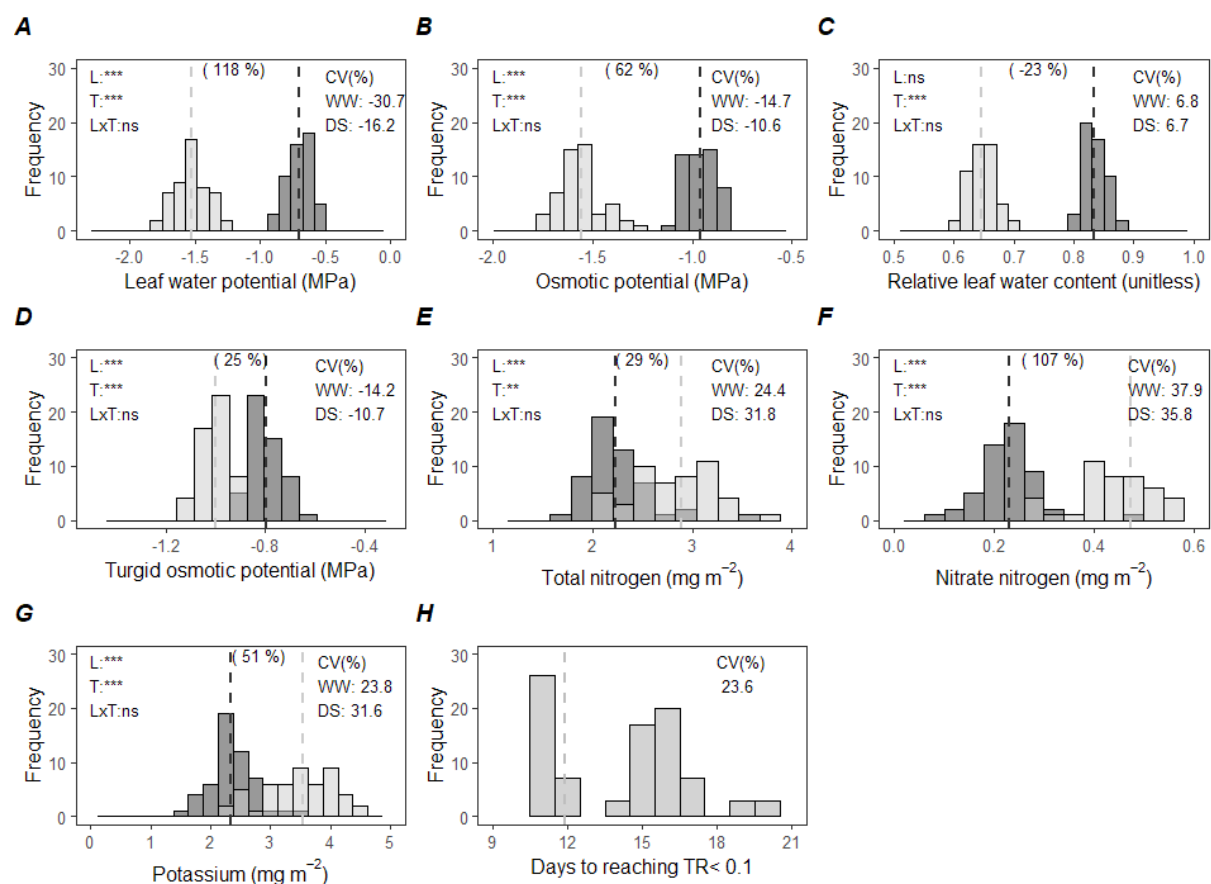 A
Frequency
30
20
10
0
L:***
T:***
LxT:ns
( 118 %)
CV(%)
WW: -30.7
DS: -16.2
-2.0 -1.5 -1.0 -0.5 0.0
Leaf water potential (MPa)
B
Frequency
30
20
10
0
L:***
T:***
LxT:ns
( 62 %)
CV(%)
WW: -14.7
DS: -10.6
-2.0 -1.5 -1.0 -0.5
Osmotic potential (MPa)
C
Frequency
30
20
10
0
L:ns
T:***
LxT:ns
( -23 %)
CV(%)
WW: 6.8
DS: 6.7
0.5 0.6 0.7 0.8 0.9 1.0
Relative leaf water content (unitless)
D
Frequency
30
20
10
0
L:***
T:***
LxT:ns
( 25 %)
CV(%)
WW: -14.2
DS: -10.7
-1.2 -0.8 -0.4
Turgid osmotic potential (MPa)
E
Frequency
30
20
10
0
L:***
T:**
LxT:ns
( 29 %)
CV(%)
WW: 24.4
DS: 31.8
1 2 3 4
Total nitrogen (mg m⁻²)
F
Frequency
30
20
10
0
L:***
T:***
LxT:ns
( 107 %)
CV(%)
WW: 37.9
DS: 35.8
0.0 0.2 0.4 0.6
Nitrate nitrogen (mg m⁻²)
G
Frequency
30
20
10
0
L:***
T:***
LxT:ns
( 51 %)
CV(%)
WW: 23.8
DS: 31.6
0 1 2 3 4 5
Potassium (mg m⁻²)
H
Frequency
30
20
10
0
CV(%)
23.6
9 12 15 18 21
Days to reaching TR< 0.1